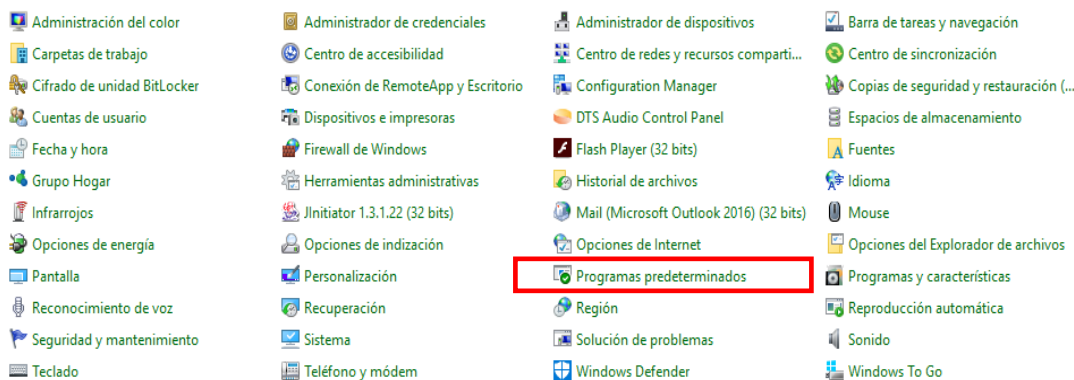 Administración del color
Administrador de credenciales
Administrador de dispositivos
Barra de tareas y navegación
Carpetas de trabajo
Centro de accesibilidad
Centro de redes y recursos comparti...
Centro de sincronización
Cifrado de unidad BitLocker
Conexión de RemoteApp y Escritorio
Configuration Manager
Copias de seguridad y restauración (...
Cuentas de usuario
Dispositivos e impresoras
DTS Audio Control Panel
Espacios de almacenamiento
Fecha y hora
Firewall de Windows
Flash Player (32 bits)
Fuentes
Grupo Hogar
Herramientas administrativas
Historial de archivos
Idioma
Infrarrojos
JInitiator 1.3.1.22 (32 bits)
Mail (Microsoft Outlook 2016) (32 bits)
Mouse
Opciones de energía
Opciones de indización
Opciones de Internet
Opciones del Explorador de archivos
Pantalla
Personalización
Programas predeterminados
Programas y características
Reconocimiento de voz
Recuperación
Región
Reproducción automática
Seguridad y mantenimiento
Sistema
Solución de problemas
Sonido
Teclado
Teléfono y módem
Windows Defender
Windows To Go